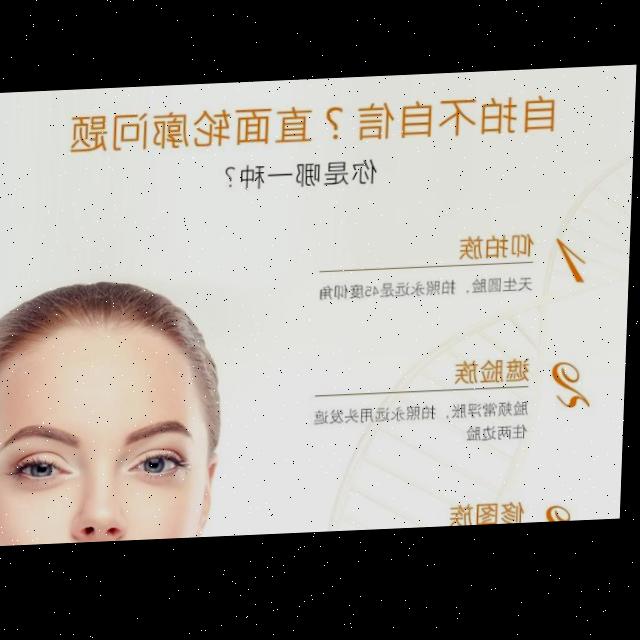 自拍不自信？直面轮廓问题
你是哪一种？
1 仰拍族
天生圆脸，拍照永远是45度仰角
2 遮脸族
脸颊常浮胀，拍照永远用头发遮
住两边脸
修图族